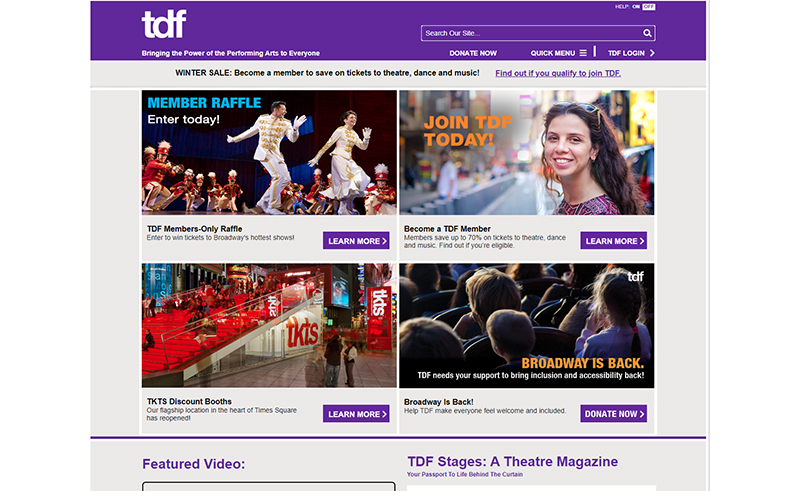 HELP: ON OFF
tdf
Search Our Site...
Bringing the Power of the Performing Arts to Everyone
DONATE NOW QUICK MENU TDF LOGIN
WINTER SALE: Become a member to save on tickets to theatre, dance and music! Find out if you qualify to join TDF.
MEMBER RAFFLE
Enter today!
JOIN TDF
TODAY!
TDF Members-Only Raffle
Enter to win tickets to Broadway's hottest shows!
LEARN MORE
Become a TDF Member
Members save up to 70% on tickets to theatre, dance
and music. Find out if you're eligible.
LEARN MORE
tkts
tkts
tkts
TKTS Discount Booths
Our flagship location in the heart of Times Square
has reopened!
LEARN MORE
tdf
BROADWAY IS BACK.
TDF needs your support to bring inclusion and accessibility back!
Broadway Is Back!
Help TDF make everyone feel welcome and included.
DONATE NOW
Featured Video:
TDF Stages: A Theatre Magazine
Your Passport To Life Behind The Curtain